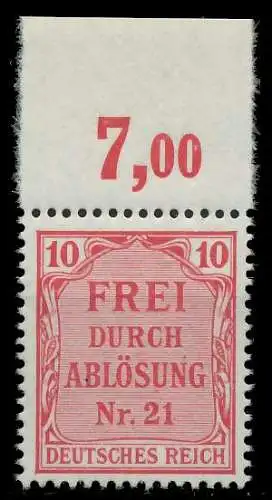 7,00
10 10
FREI
DURCH
ABLÖSUNG
Nr. 21
DEUTSCHES REICH